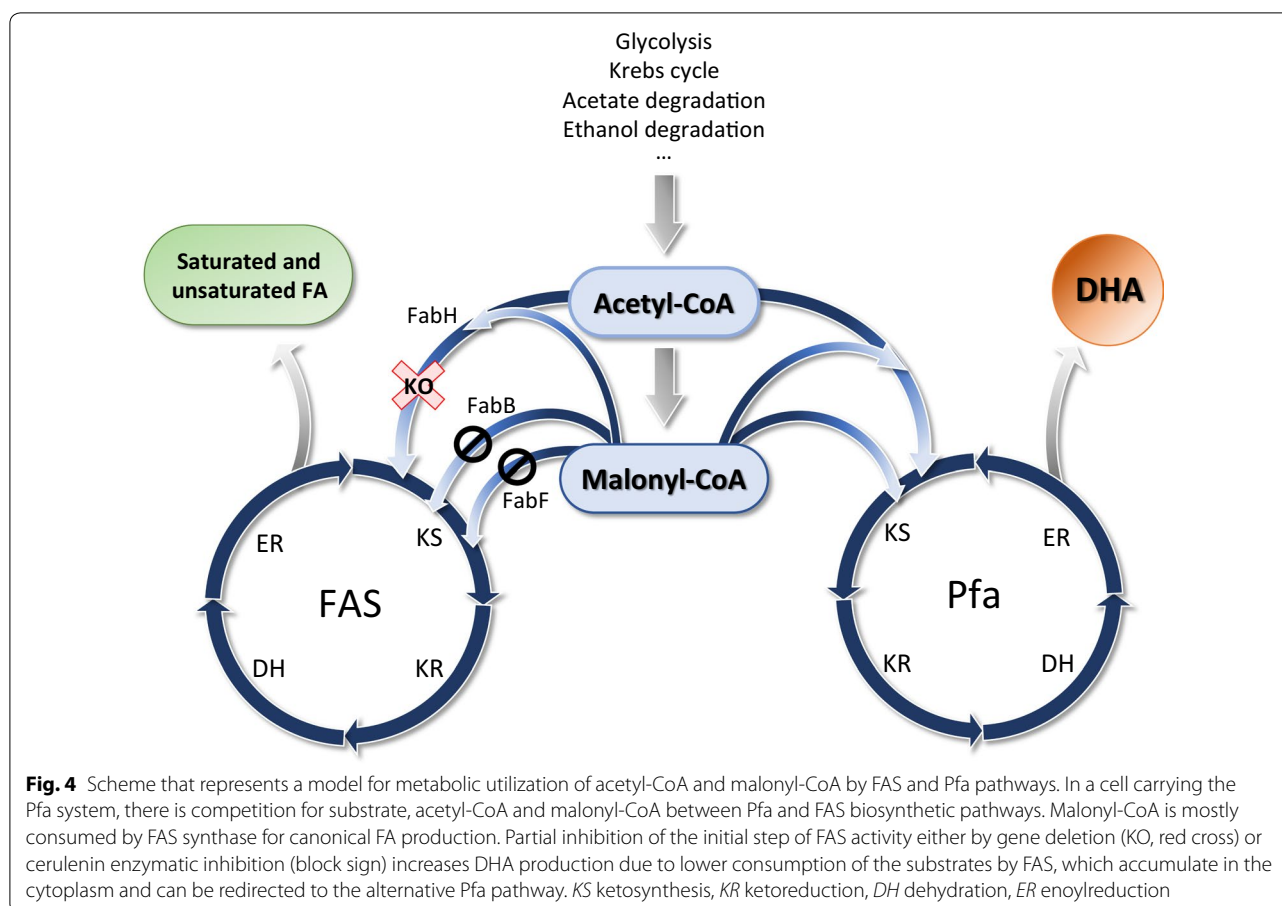 Glycolysis
Krebs cycle
Acetate degradation
Ethanol degradation
...
Saturated and
unsaturated FA
Acetyl-CoA
DHA
FabH
KO
FabB
Malonyl-CoA
FabF
ER
KS
FAS
DH
KR
KS
ER
Pfa
KR
DH
Fig. 4 Scheme that represents a model for metabolic utilization of acetyl-CoA and malonyl-CoA by FAS and Pfa pathways. In a cell carrying the
Pfa system, there is competition for substrate, acetyl-CoA and malonyl-CoA between Pfa and FAS biosynthetic pathways. Malonyl-CoA is mostly
consumed by FAS synthase for canonical FA production. Partial inhibition of the initial step of FAS activity either by gene deletion (KO, red cross) or
cerulenin enzymatic inhibition (block sign) increases DHA production due to lower consumption of the substrates by FAS, which accumulate in the
cytoplasm and can be redirected to the alternative Pfa pathway. KS ketosynthesis, KR ketoreduction, DH dehydration, ER enoylreduction